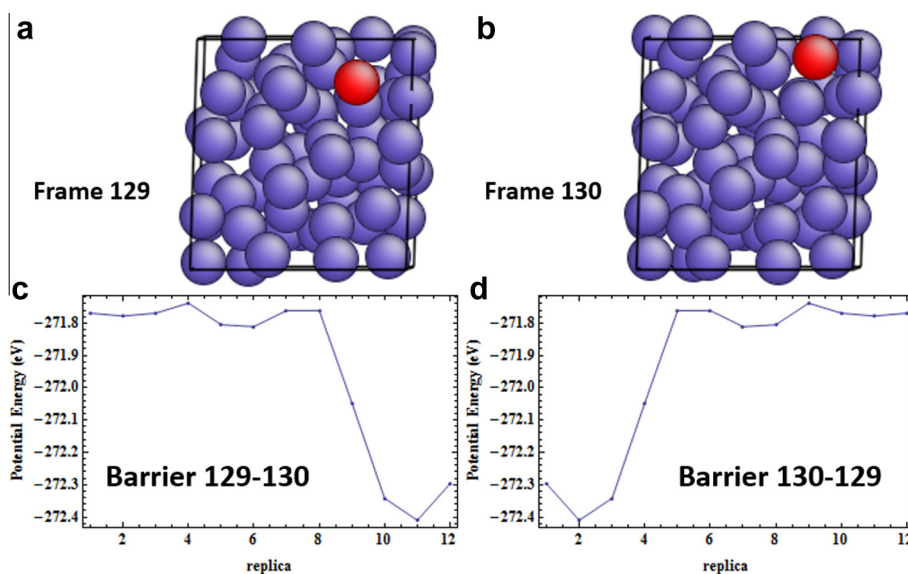 a
b
Frame 129
Frame 130
c
d
−271.8
−271.9
−272.0
−272.1
−272.2
−272.3
−272.4
Potential Energy (eV)
Barrier 129-130
2
4
6
8
10
12
replica
−271.8
−271.9
−272.0
−272.1
−272.2
−272.3
−272.4
Potential Energy (eV)
Barrier 130-129
2
4
6
8
10
12
replica